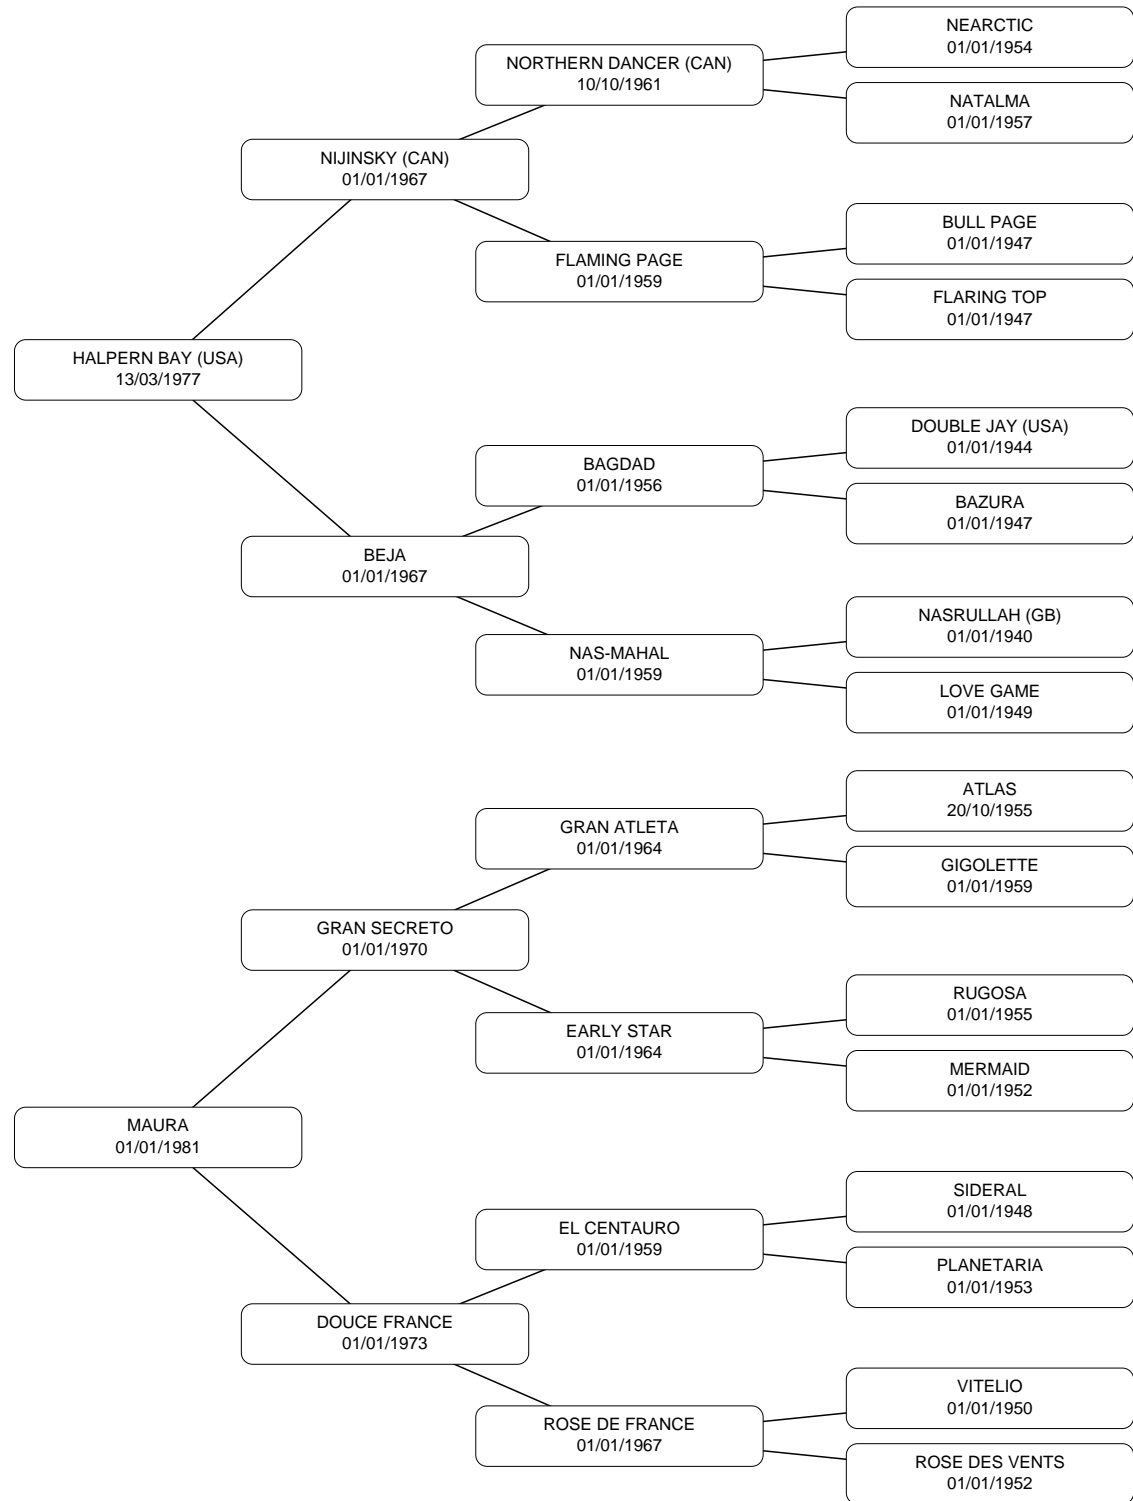 NEARCTIC
01/01/1954
NORTHERN DANCER (CAN)
10/10/1961
NATALMA
01/01/1957
NIJINSKY (CAN)
01/01/1967
BULL PAGE
01/01/1947
FLAMING PAGE
01/01/1959
FLARING TOP
01/01/1947
HALPERN BAY (USA)
13/03/1977
DOUBLE JAY (USA)
01/01/1944
BAGDAD
01/01/1956
BAZURA
01/01/1947
BEJA
01/01/1967
NASRULLAH (GB)
01/01/1940
NAS-MAHAL
01/01/1959
LOVE GAME
01/01/1949
ATLAS
20/10/1955
GRAN ATLETA
01/01/1964
GIGOLETTE
01/01/1959
GRAN SECRETO
01/01/1970
RUGOSA
01/01/1955
EARLY STAR
01/01/1964
MERMAID
01/01/1952
MAURA
01/01/1981
SIDERAL
01/01/1948
EL CENTAURO
01/01/1959
PLANETARIA
01/01/1953
DOUCE FRANCE
01/01/1973
VITELIO
01/01/1950
ROSE DE FRANCE
01/01/1967
ROSE DES VENTS
01/01/1952